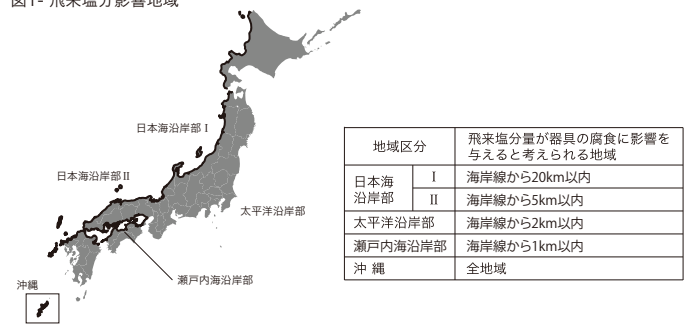 図1- 飛来塩分影響地域
日本海沿岸部 I
日本海沿岸部 II
太平洋沿岸部
瀬戸内海沿岸部
沖縄
地域区分
飛来塩分量が器具の腐食に影響を
与えると考えられる地域
日本海
沿岸部
I
海岸線から20km以内
II
海岸線から5km以内
太平洋沿岸部
海岸線から2km以内
瀬戸内海沿岸部
海岸線から1km以内
沖 縄
全地域